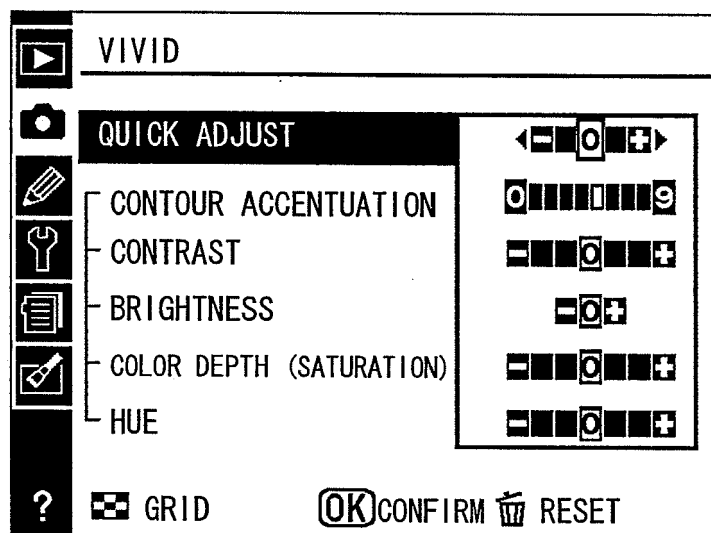 VIVID
QUICK ADJUST - 0 +
CONTOUR ACCENTUATION 0 9
CONTRAST - 0 +
BRIGHTNESS - 0 +
COLOR DEPTH (SATURATION) - 0 +
HUE - 0 +
? GRID OK CONFIRM RESET